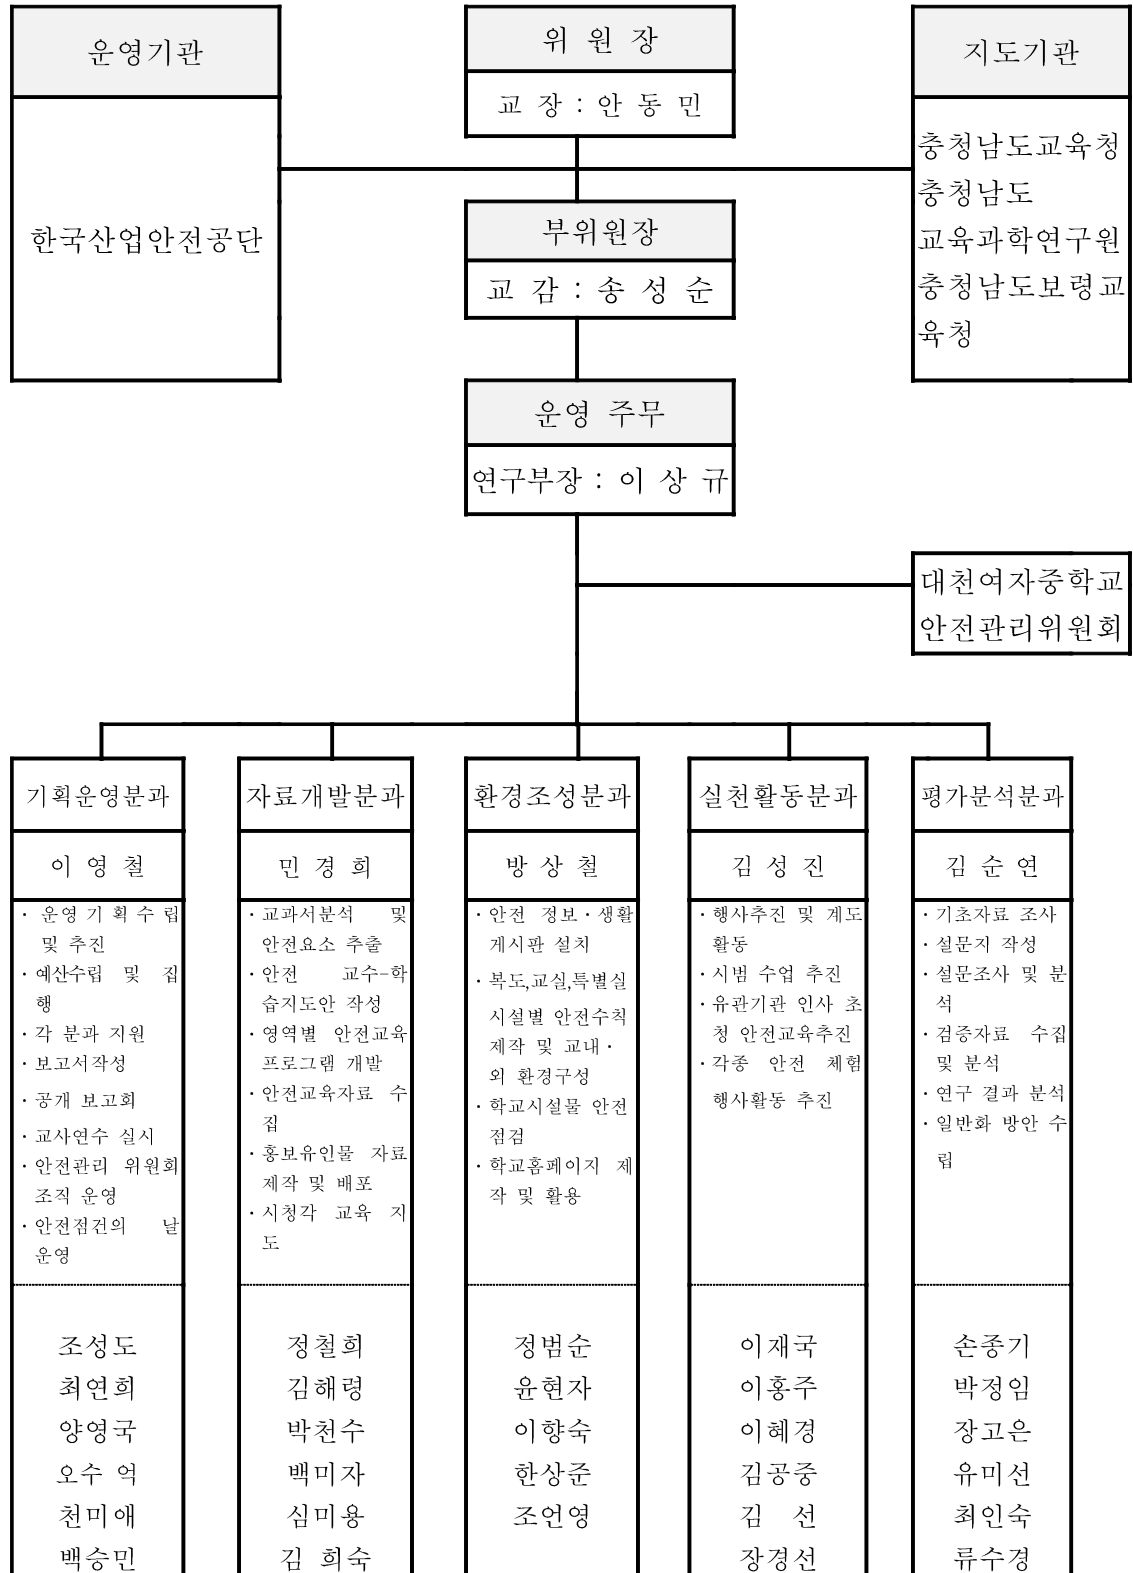 운영기관
한국산업안전공단
위 원 장
교 장 : 안 동 민
지도기관
충청남도교육청
충청남도
교육과학연구원
충청남도보령교
육청
부위원장
교 감 : 송 성 순
운영 주무
연구부장 : 이 상 규
대천여자중학교
안전관리위원회
기획운영분과
이 영 철
· 운영 기 획 수 립
및 추진
· 예산수립 및 집
행
· 각 분과 지원
· 보고서작성
· 공개 보고회
· 교사연수 실시
· 안전관리 위원회
조직 운영
· 안전점건의 날
운영
조성도
최연희
양영국
오수 억
천미애
백승민
자료개발분과
민 경 희
· 교과서분석 및
안전요소 추출
· 안전 교수-학
습지도안 작성
· 영역별 안전교육
프로그램 개발
· 안전교육자료 수
집
· 홍보유인물 자료
제작 및 배포
· 시청각 교육 지
도
정철희
김해령
박천수
백미자
심미용
김 희숙
환경조성분과
방 상 철
· 안전 정보·생활
게시판 설치
· 복도,교실,특별실
시설별 안전수칙
제작 및 교내·
외 환경구성
· 학교시설물 안전
점검
· 학교홈페이지 제
작 및 활용
정범순
윤현자
이향숙
한상준
조언영
실천활동분과
김 성 진
· 행사추진 및 계도
활동
· 시범 수업 추진
· 유관기관 인사 초
청 안전교육추진
· 각종 안전 체험
행사활동 추진
이재국
이홍주
이혜경
김공중
김 선
장경선
평가분석분과
김 순 연
· 기초자료 조사
· 설문지 작성
· 설문조사 및 분
석
· 검증자료 수집
및 분석
· 연구 결과 분석
· 일반화 방안 수
립
손종기
박정임
장고은
유미선
최인숙
류수경